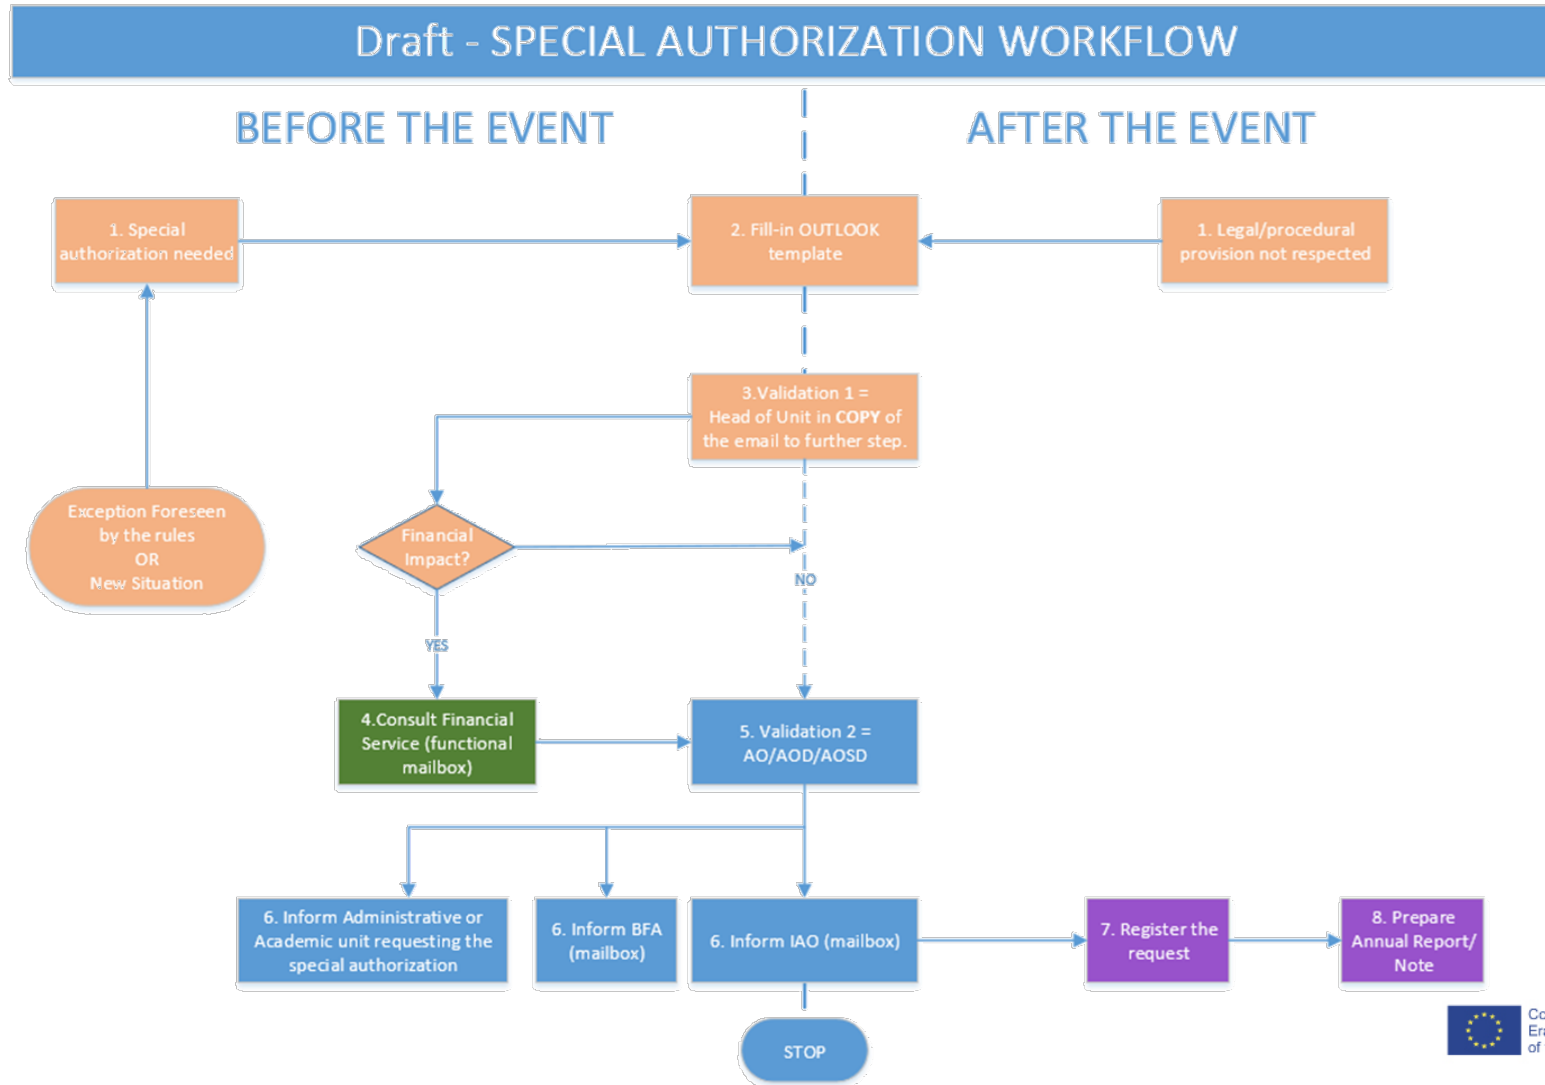 Draft - SPECIAL AUTHORIZATION WORKFLOW
BEFORE THE EVENT
AFTER THE EVENT
1. Special
authorization needed
2. Fill-in OUTLOOK
template
1. Legal/procedural
provision not respected
3.Validation 1 =
Head of Unit in COPY of
the email to further step.
Exception Foreseen
by the rules
OR
New Situation
Financial
Impact?
NO
YES
4.Consult Financial
Service (functional
mailbox)
5. Validation 2 =
AO/AOD/AOSD
6. Inform Administrative or
Academic unit requesting the
special authorization
6. Inform BFA
(mailbox)
6. Inform IAO (mailbox)
7. Register the
request
8. Prepare
Annual Report/
Note
STOP
Co
Era
of